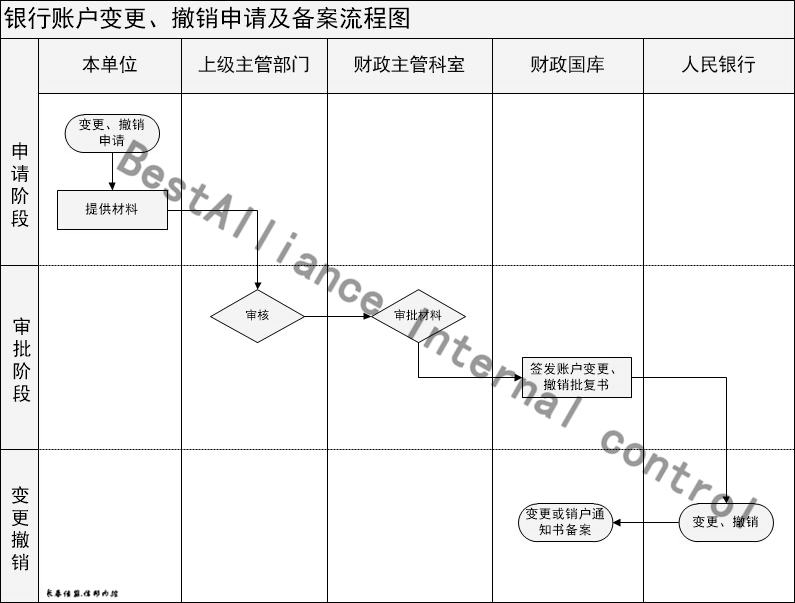 银行账户变更、撤销申请及备案流程图
本单位
上级主管部门
财政主管科室
财政国库
人民银行
申请阶段
变更、撤销
申请
提供材料
审批阶段
审核
审批材料
签发账户变更、
撤销批复书
变更撤销
变更或销户通
知书备案
变更、撤销
BestAlliance Internal control